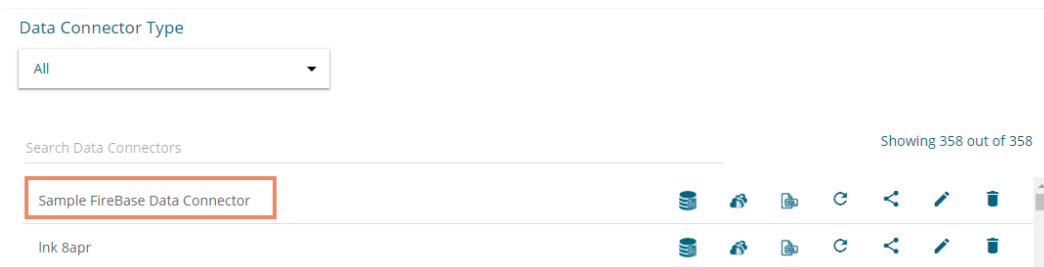 Data Connector Type
All
Search Data Connectors
Showing 358 out of 358
Sample FireBase Data Connector
lnk 8apr